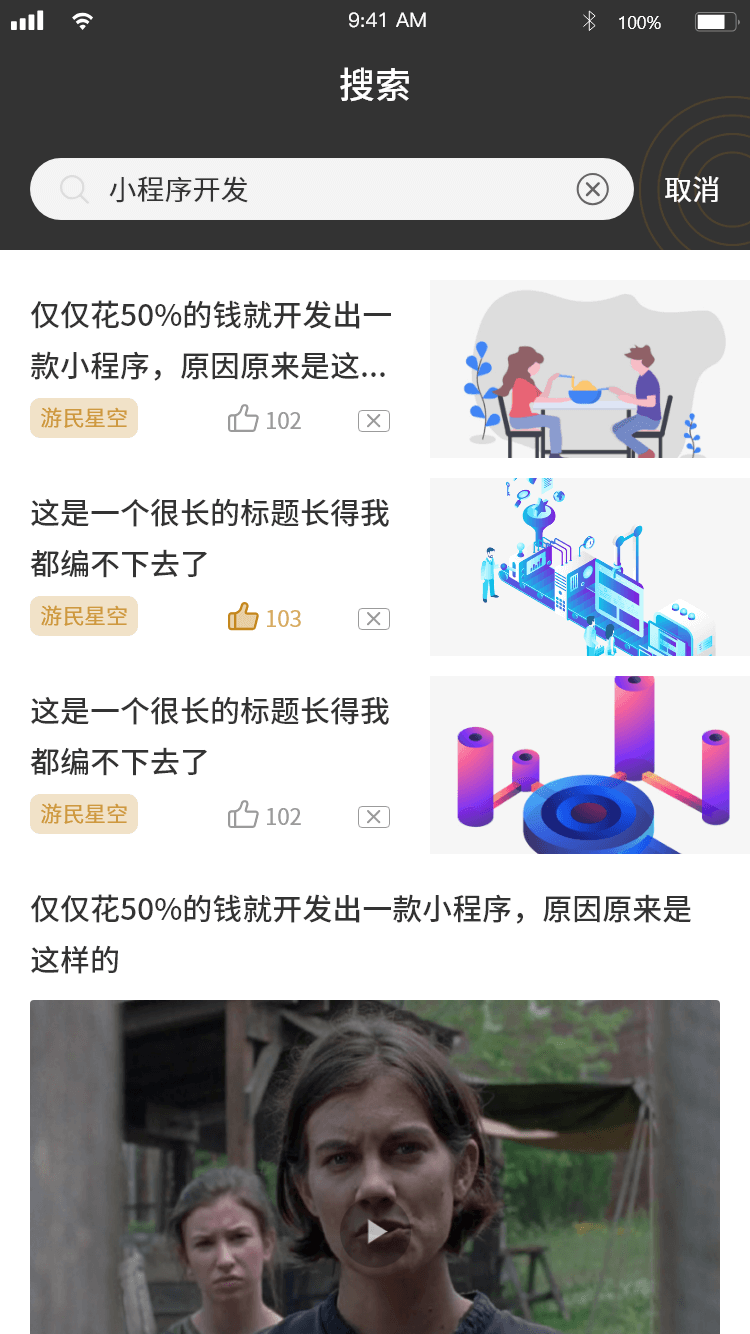 9:41 AM
100%
搜索
小程序开发
取消
仅仅花50%的钱就开发出一
款小程序，原因原来是这...
游民星空
102
这是一个很长的标题长得我
都编不下去了
游民星空
103
这是一个很长的标题长得我
都编不下去了
游民星空
102
仅仅花50%的钱就开发出一款小程序，原因原来是
这样的